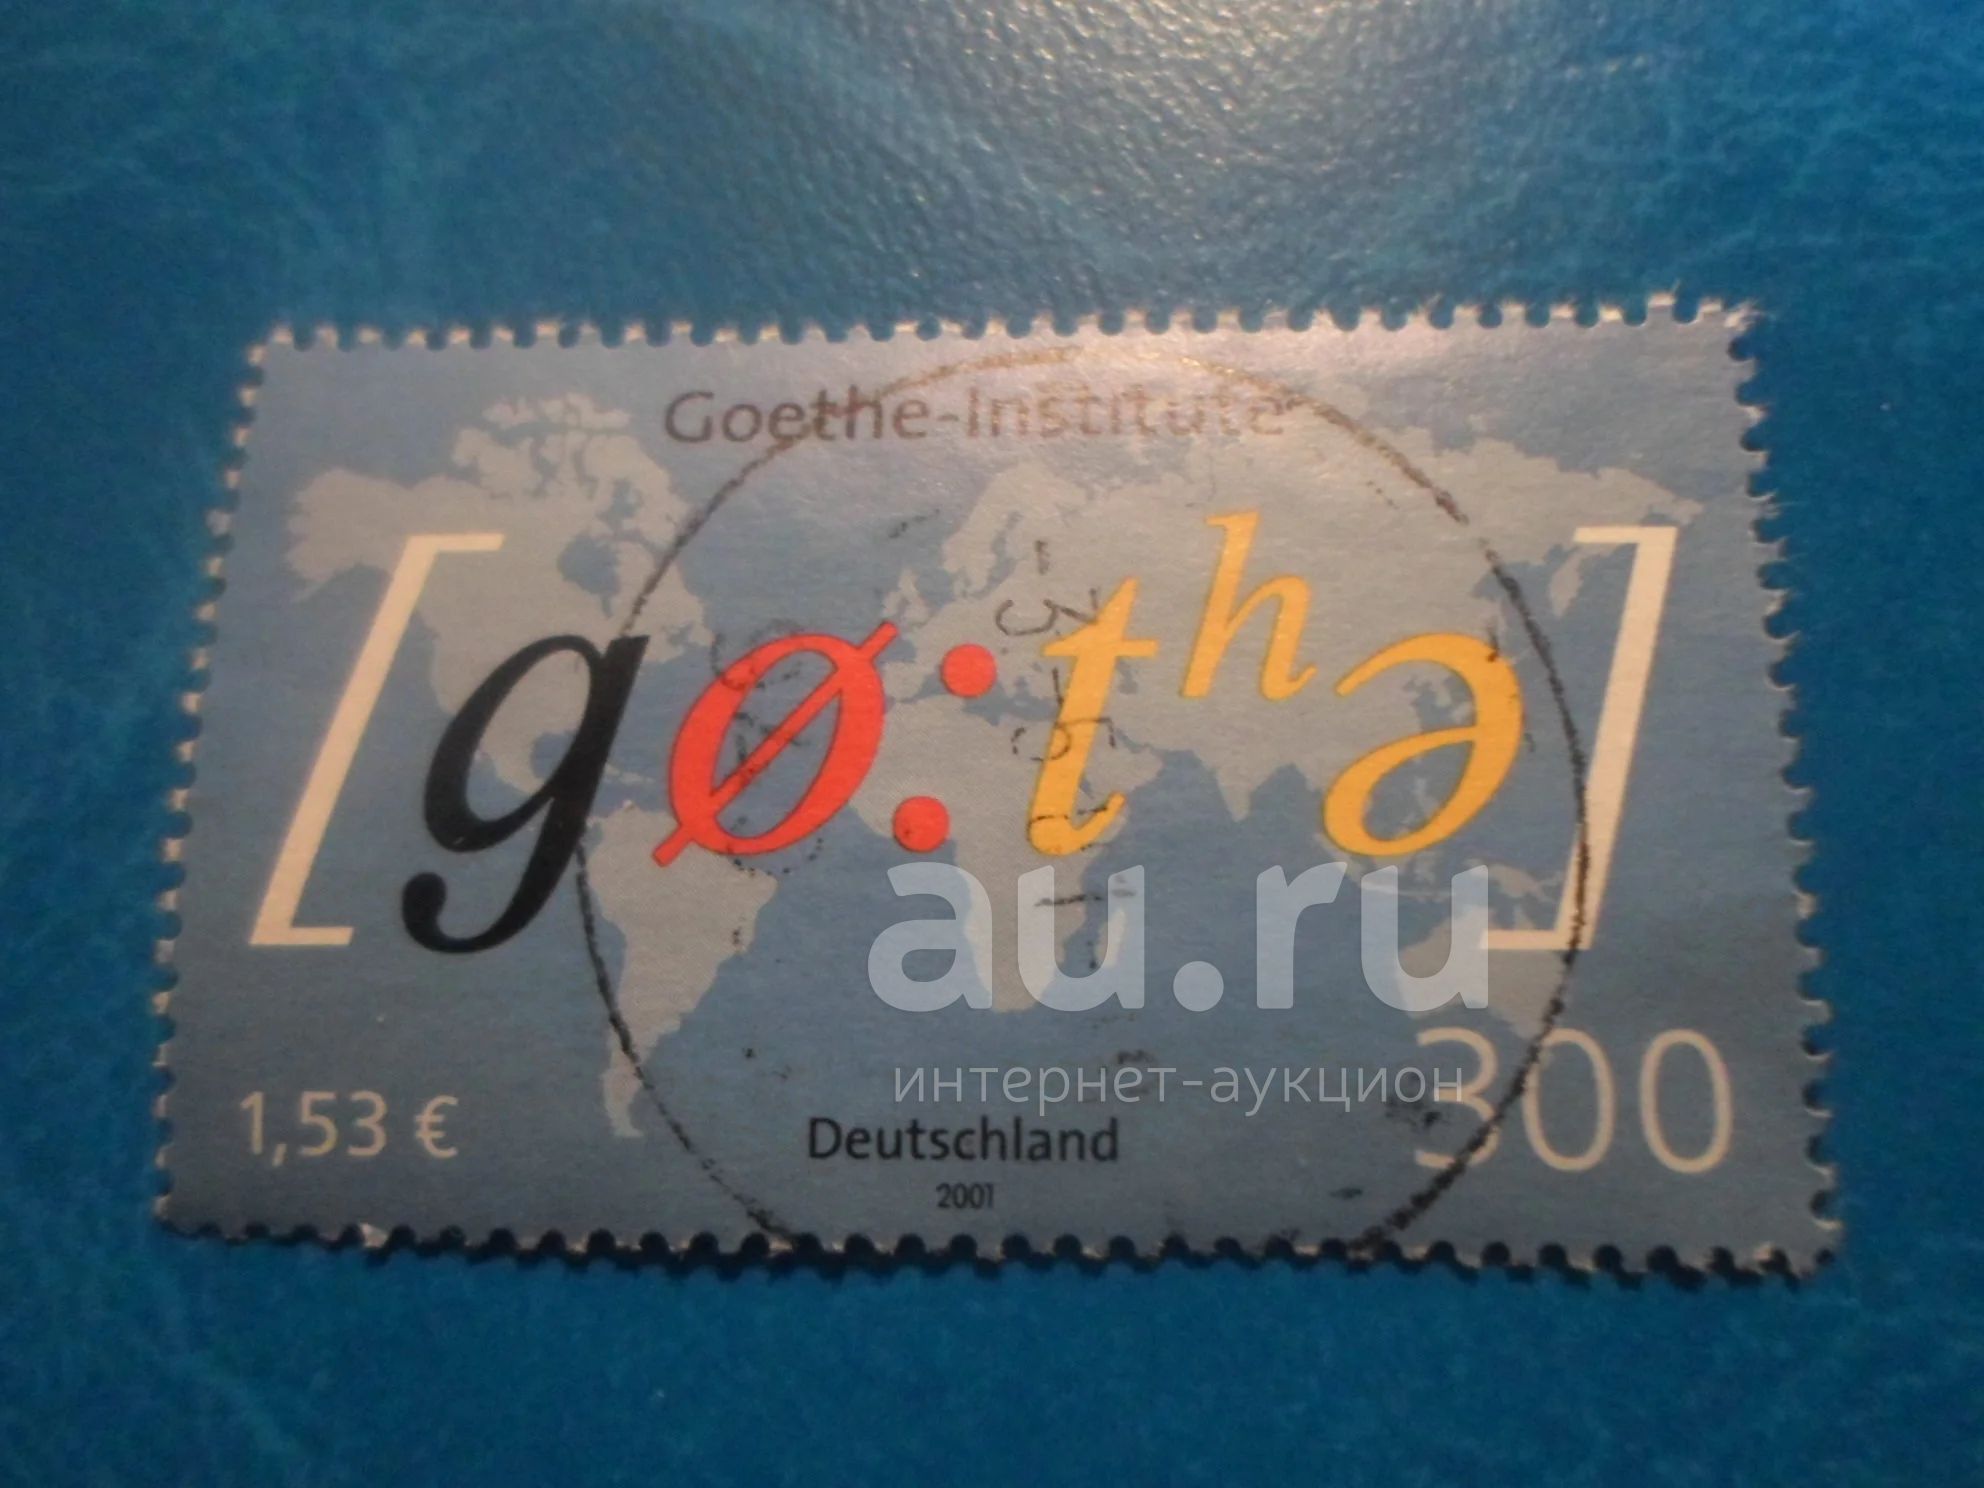 Goethe-Institute
[gø:tʰə]
au.ru
интернет-аукцион
1,53 €
300
Deutschland
2001